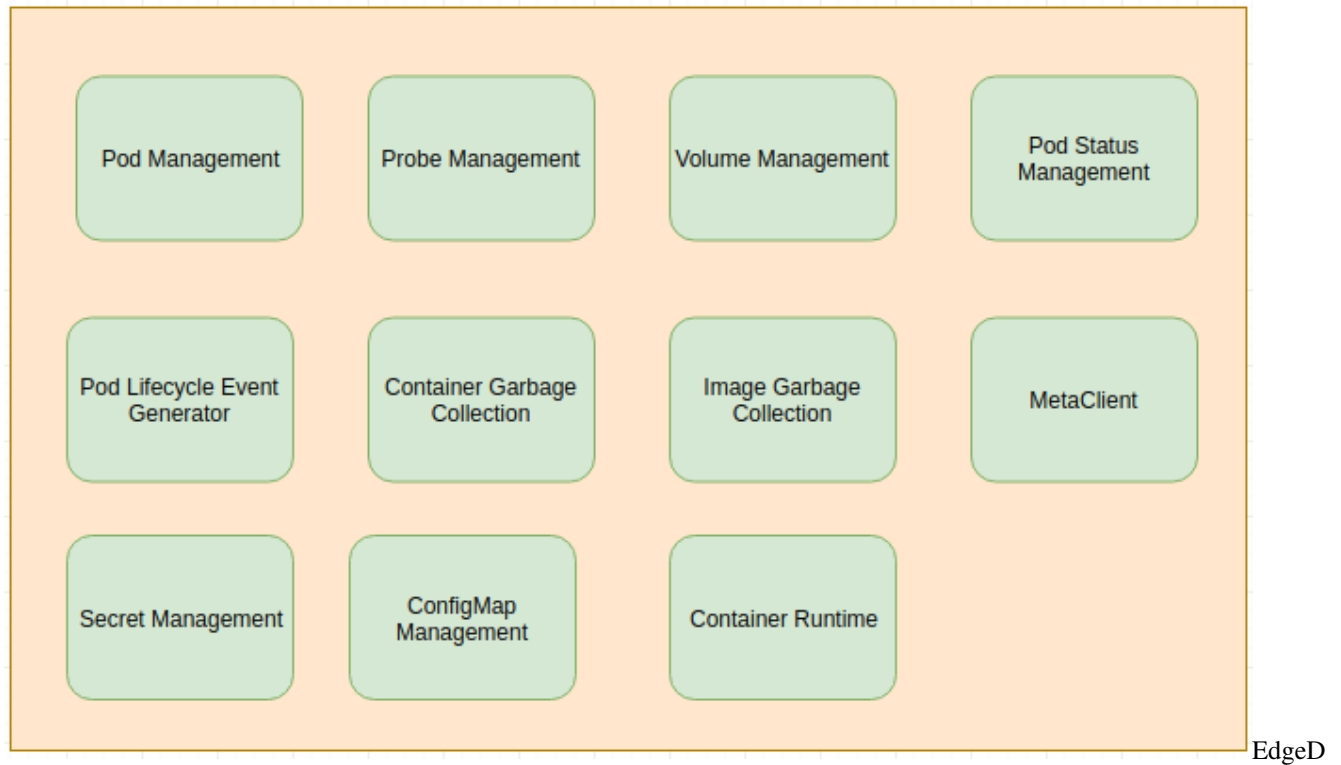 Pod Management
Probe Management
Volume Management
Pod Status
Management
Pod Lifecycle Event
Generator
Container Garbage
Collection
Image Garbage
Collection
MetaClient
Secret Management
ConfigMap
Management
Container Runtime
EdgeD